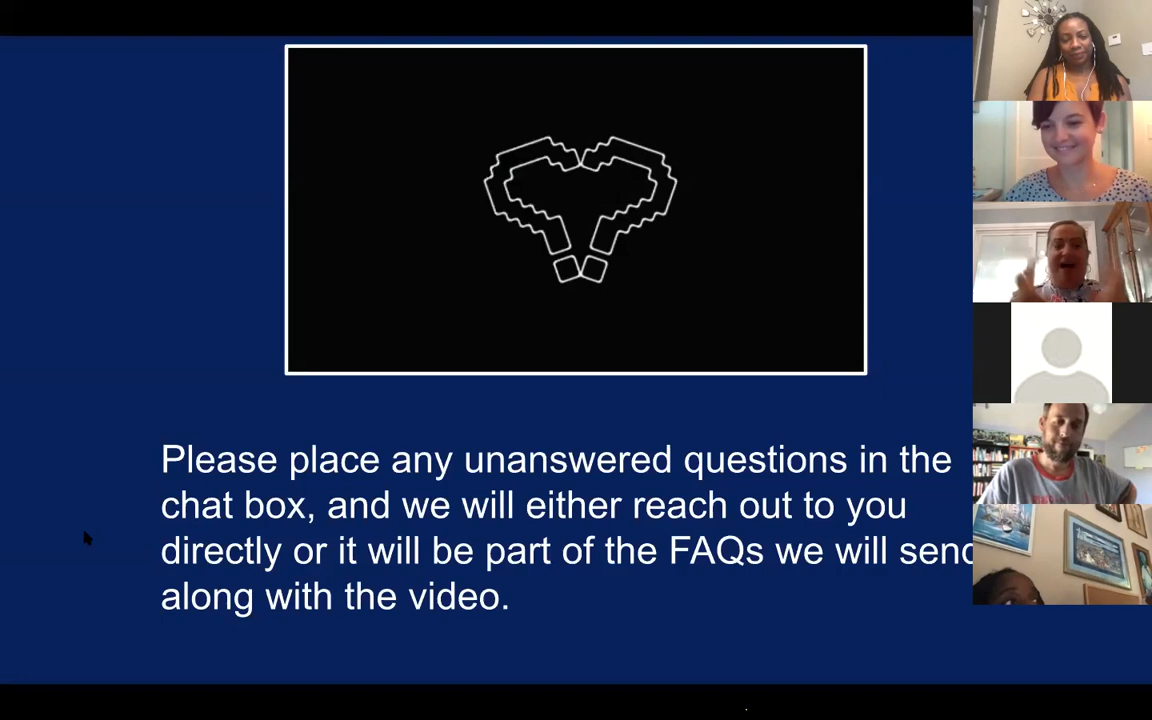 Please place any unanswered questions in the
chat box, and we will either reach out to you
directly or it will be part of the FAQs we will send
along with the video.